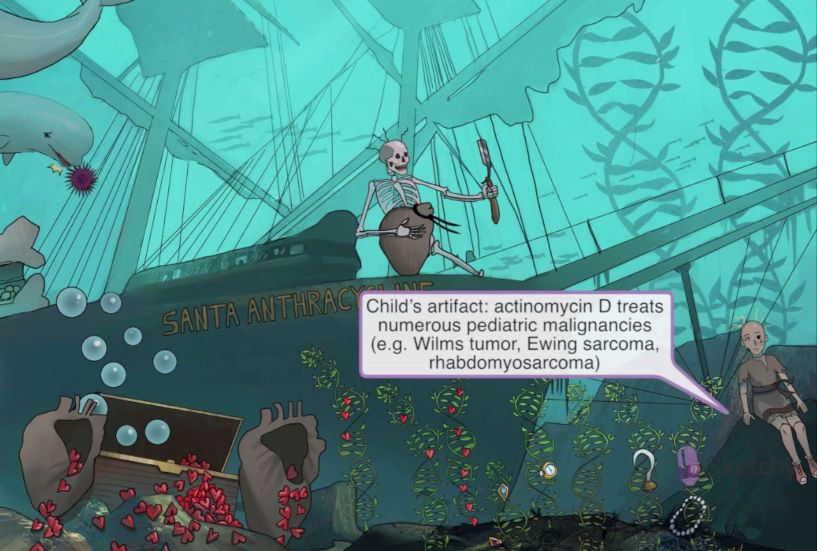 SANTA ANTHRACYCLINE
Child's artifact: actinomycin D treats
numerous pediatric malignancies
(e.g. Wilms tumor, Ewing sarcoma,
rhabdomyosarcoma)